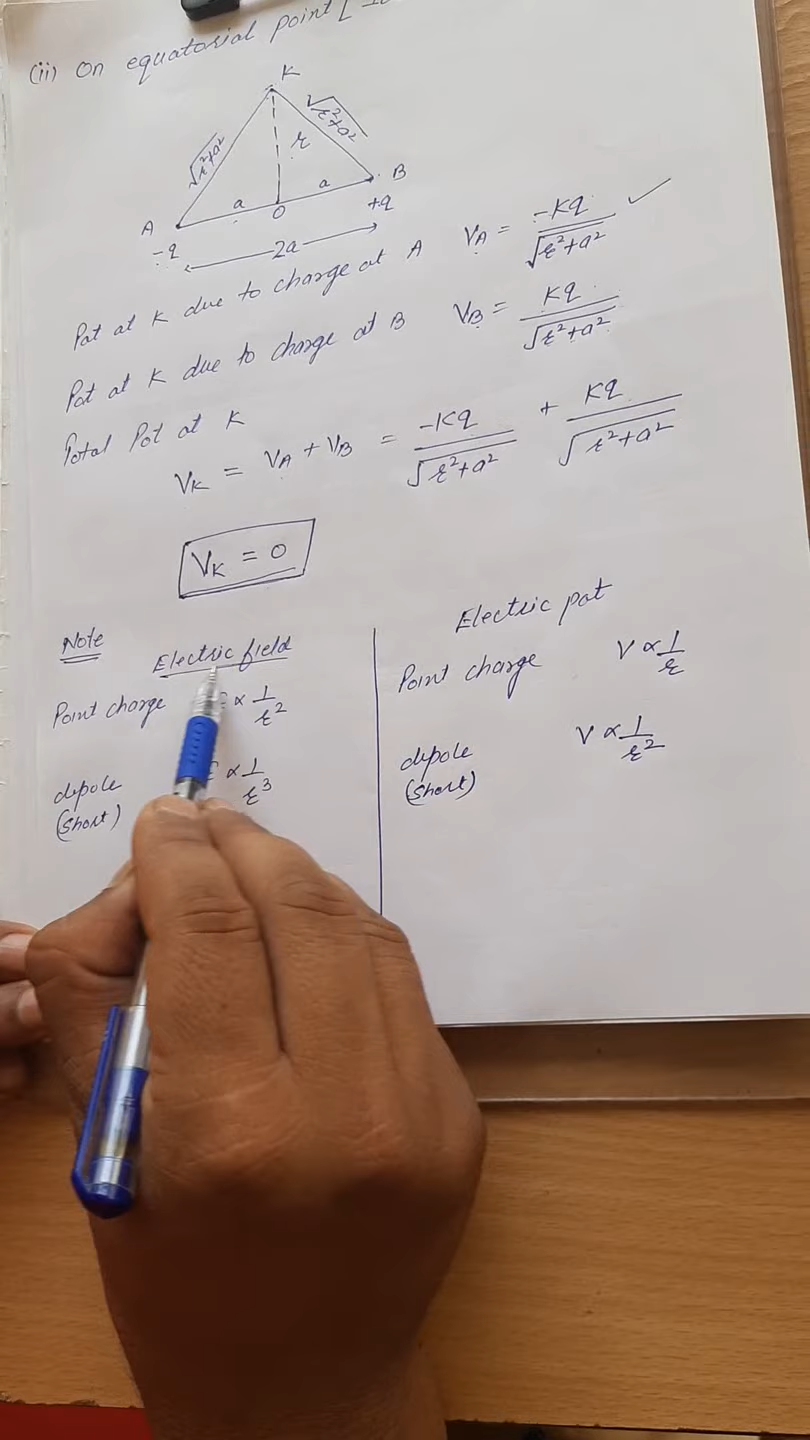 (ii) On equatorial point [
K
√r²+a²
√r²+a²
r
a
a
A
O
B
-q
+q
2a
Pot at K due to charge at A VA = -Kq/√r²+a² ✓
Pot at K due to charge at B VB = Kq/√r²+a²
Total Pot at K
VK = VA + VB = -Kq/√r²+a² + Kq/√r²+a²
VK = 0
Note
Electric field
Point charge ∝ 1/r²
dipole ∝ 1/r³
(short)
Electric pot
Point charge V ∝ 1/r
dipole V ∝ 1/r²
(short)